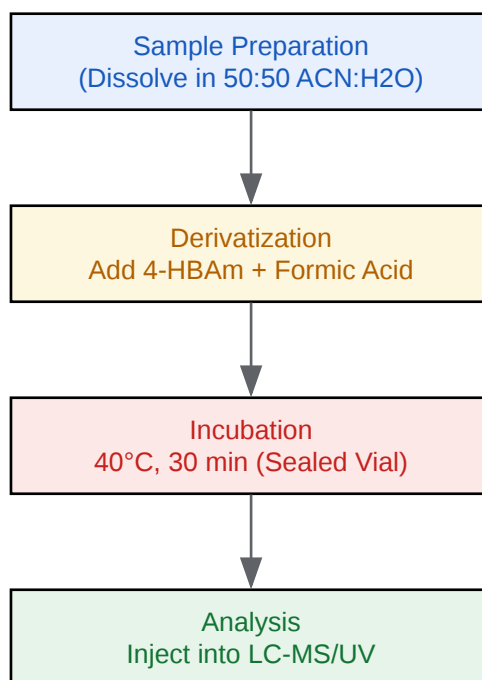 Sample Preparation
(Dissolve in 50:50 ACN:H2O)
Derivatization
Add 4-HBAm + Formic Acid
Incubation
40°C, 30 min (Sealed Vial)
Analysis
Inject into LC-MS/UV